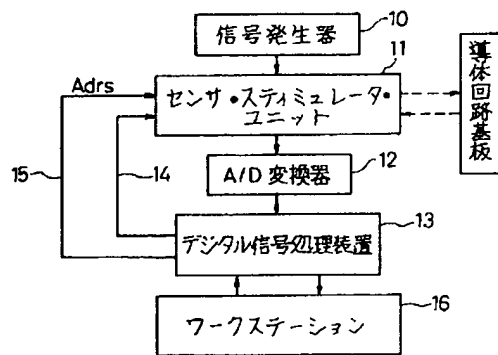 10
信号発生器
11
Adrs
センサ•スティミュレータ•
ユニット
導体回路基板
12
15
14
A/D変換器
13
デジタル信号処理装置
16
ワークステーション